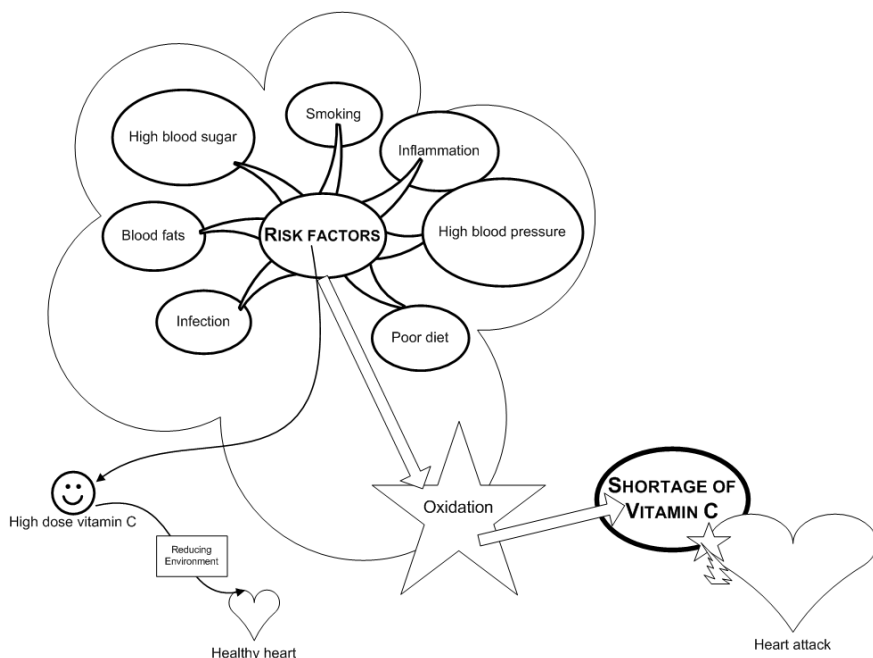 Smoking
High blood sugar
Inflammation
Blood fats
RISK FACTORS
High blood pressure
Infection
Poor diet
Oxidation
SHORTAGE OF
VITAMIN C
High dose vitamin C
Reducing
Environment
Healthy heart
Heart attack